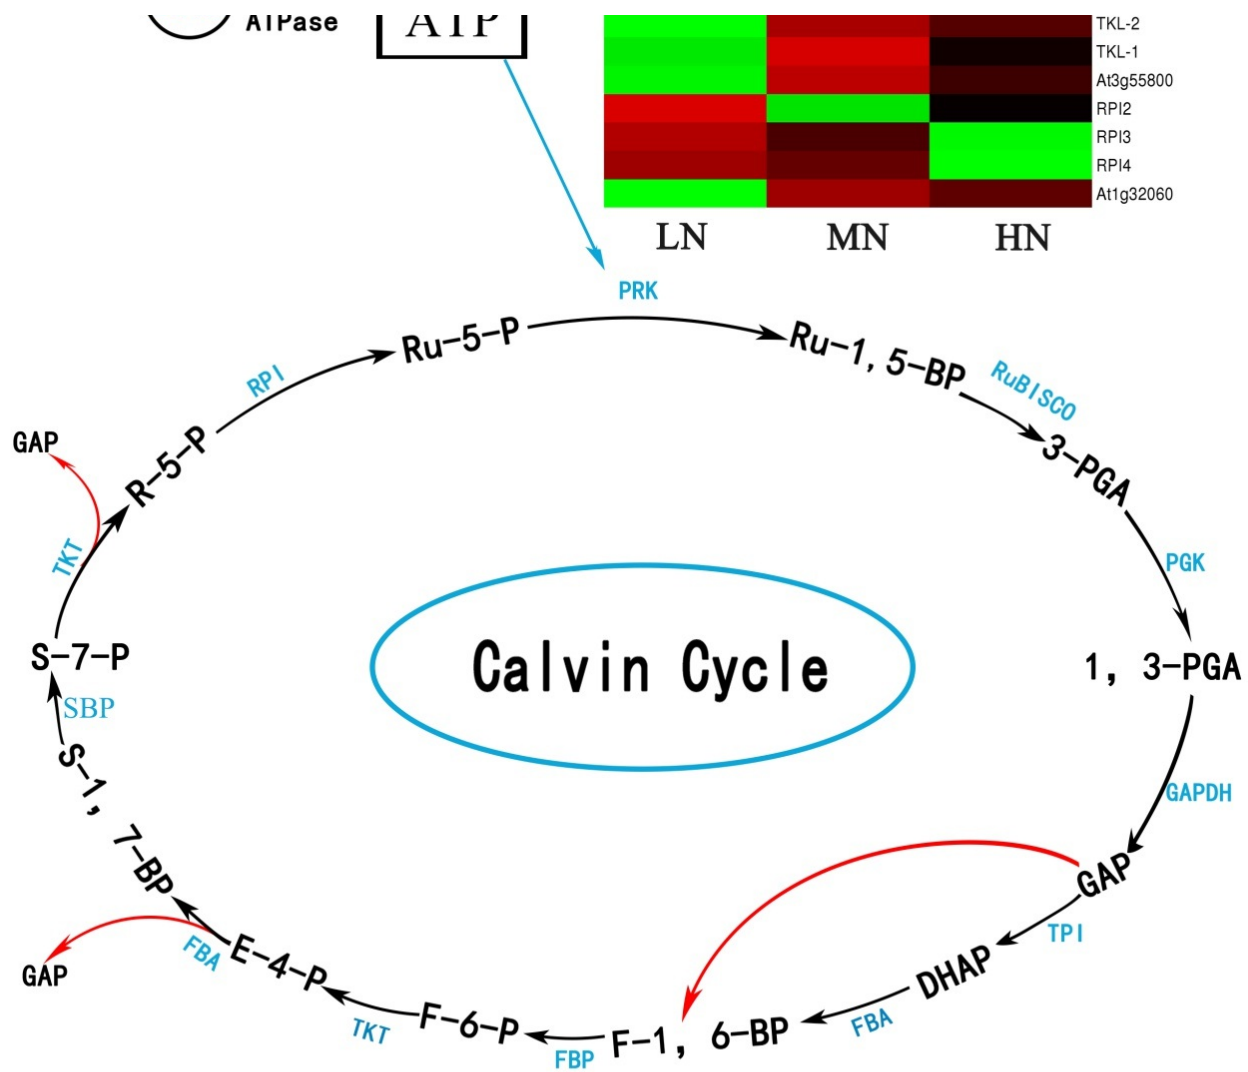 ATPase
ATP
TKL-2
TKL-1
At3g55800
RPI2
RPI3
RPI4
At1g32060
LN MN HN
PRK
Ru-5-P
Ru-1, 5-BP
RuBISCO
RPI
3-PGA
GAP
R-5-P
TKT
PGK
S-7-P
Calvin Cycle
1, 3-PGA
SBP
S-1, 7-BP
GAPDH
GAP
TPI
FBA
E-4-P
GAP
DHAP
F-6-P
F-1, 6-BP
FBA
TKT
FBP